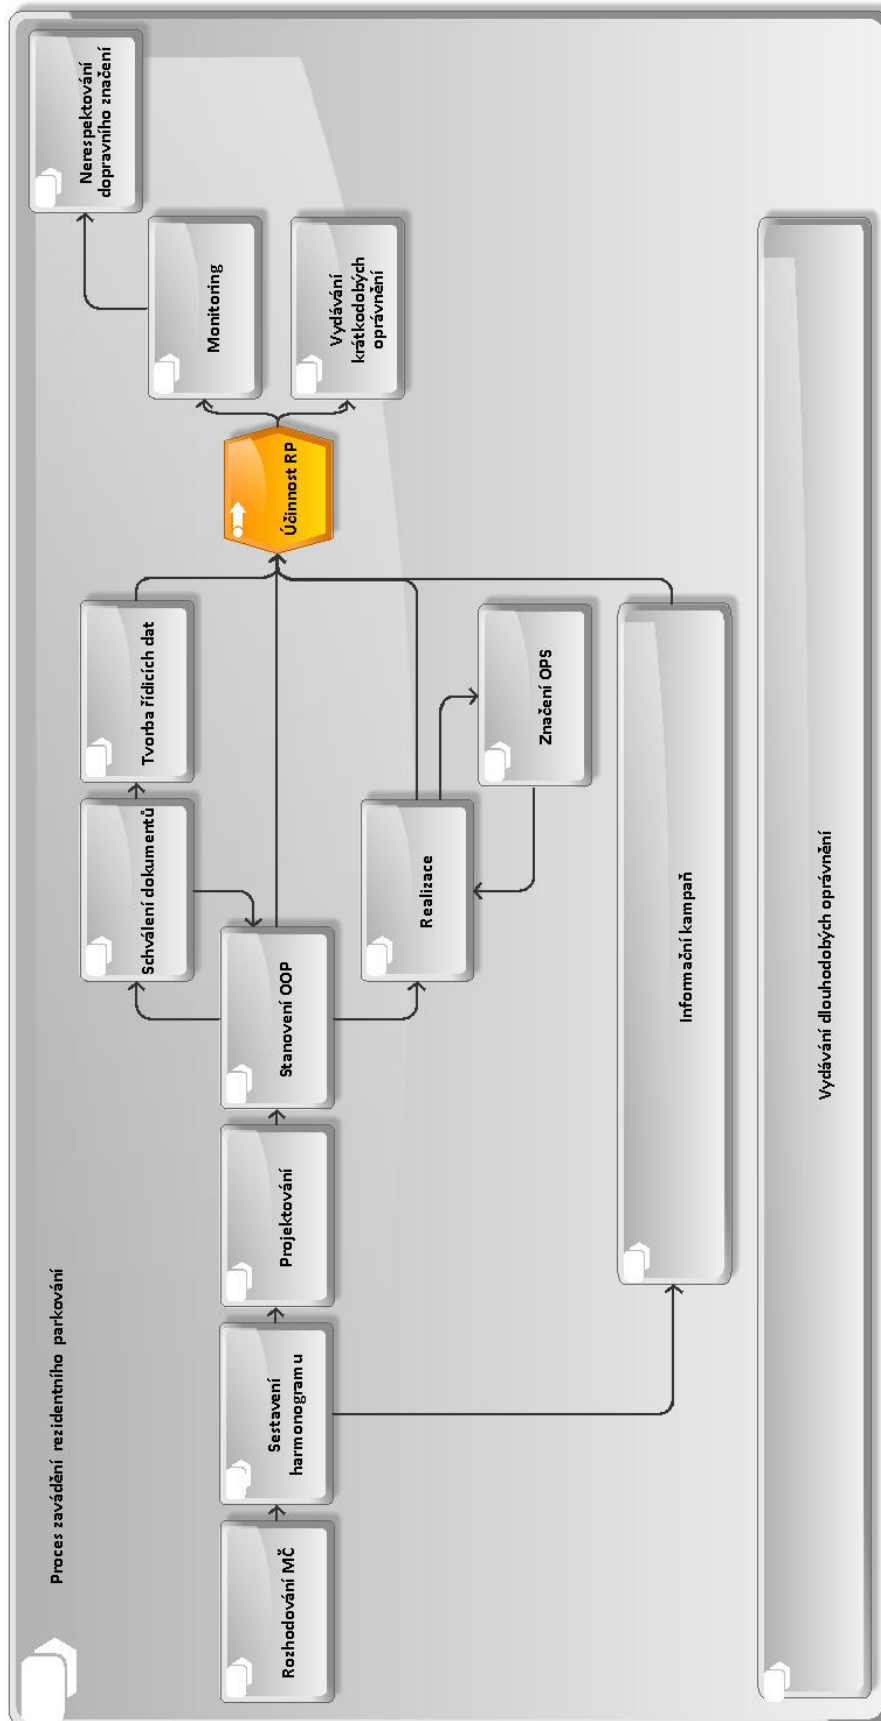 Proces zavádění rezidentního parkování
Rozhodování MČ
Sestavení
harmonogramu
Projektování
Stanovení OOP
Schválení dokumentů
Tvorba řídicích dat
Realizace
Značení OPS
Informační kampaň
Účinnost RP
Monitoring
Vydávání
krátkodobých
oprávnění
Nerespektování
dopravního značení
Vydávání dlouhodobých oprávnění